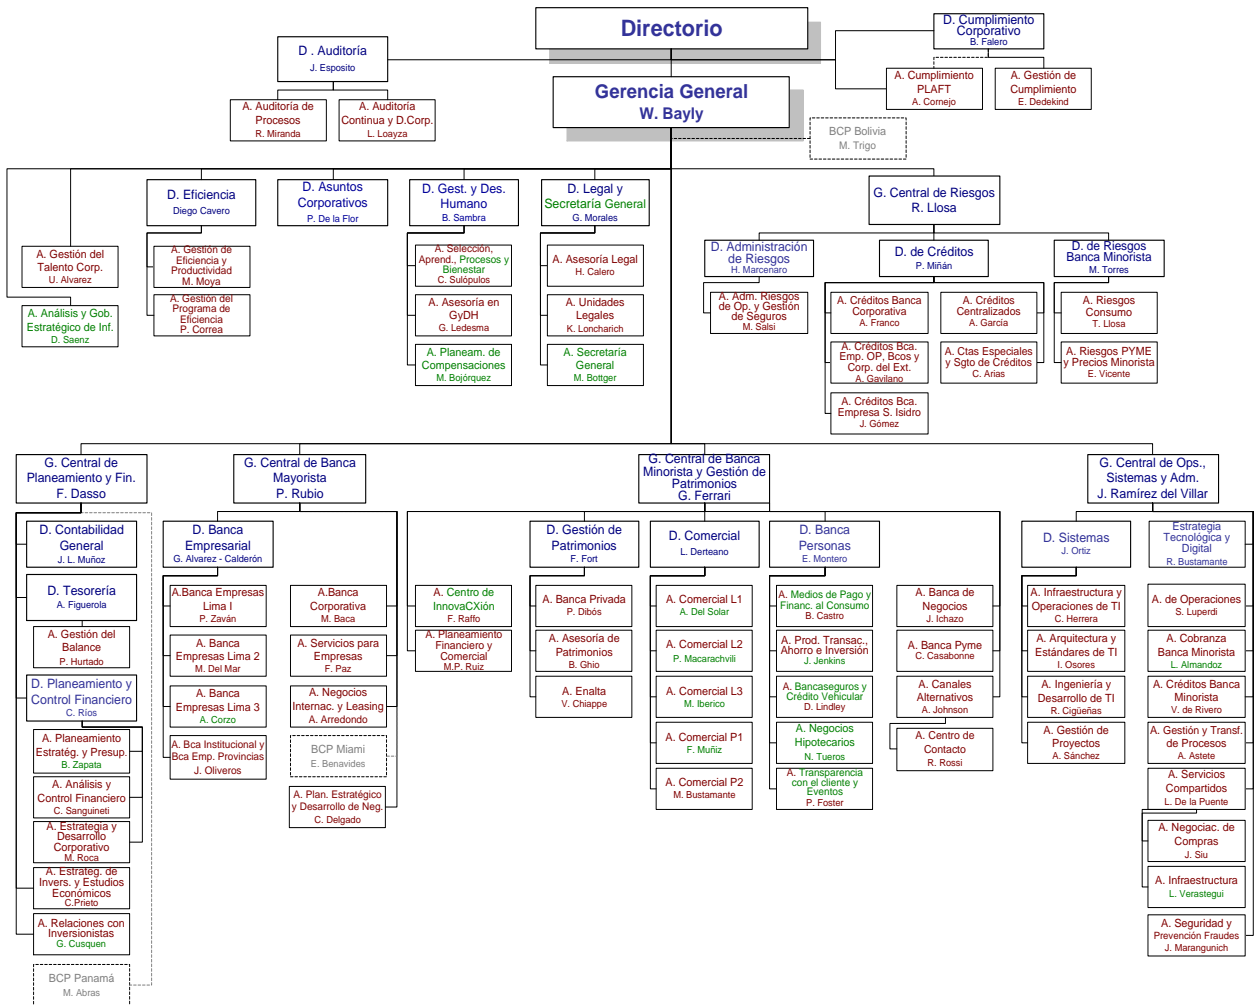 Directorio
D. Cumplimiento
Corporativo
B. Falero
D . Auditoría
J. Esposito
A. Cumplimiento
PLAFT
A. Cornejo
A. Gestión de
Cumplimiento
E. Dedekind
Gerencia General
W. Bayly
A. Auditoría de
Procesos
R. Miranda
A. Auditoría
Continua y D.Corp.
L. Loayza
BCP Bolivia
M. Trigo
D. Eficiencia
Diego Cavero
D. Asuntos
Corporativos
P. De la Flor
D. Gest. y Des.
Humano
B. Sambra
D. Legal y
Secretaría General
G. Morales
G. Central de Riesgos
R. Llosa
A. Gestión del
Talento Corp.
U. Alvarez
A. Gestión de
Eficiencia y
Productividad
M. Moya
A. Selección,
Aprend., Procesos y
Bienestar
C. Sulópulos
A. Asesoría Legal
H. Calero
D. Administración
de Riesgos
H. Marcenaro
D. de Créditos
P. Miñán
D. de Riesgos
Banca Minorista
M. Torres
A. Análisis y Gob.
Estratégico de Inf.
D. Saenz
A. Gestión del
Programa de
Eficiencia
P. Correa
A. Asesoría en
GyDH
G. Ledesma
A. Unidades
Legales
K. Loncharich
A. Adm. Riesgos
de Op. y Gestión
de Seguros
M. Salsi
A. Créditos Banca
Corporativa
A. Franco
A. Créditos
Centralizados
A. García
A. Riesgos
Consumo
T. Llosa
A. Planeam. de
Compensaciones
M. Bojórquez
A. Secretaría
General
M. Bottger
A. Créditos Bca.
Emp. OP, Bcos y
Corp. del Ext.
A. Gavilano
A. Ctas Especiales
y Sgto de Créditos
C. Arias
A. Riesgos PYME
y Precios Minorista
E. Vicente
A. Créditos Bca.
Empresa S. Isidro
J. Gómez
G. Central de
Planeamiento y Fin.
F. Dasso
G. Central de Banca
Mayorista
P. Rubio
G. Central de Banca
Minorista y Gestión de
Patrimonios
G. Ferrari
G. Central de Ops.,
Sistemas y Adm.
J. Ramírez del Villar
D. Contabilidad
General
J. L. Muñoz
D. Tesorería
A. Figuerola
A. Gestión del
Balance
P. Hurtado
D. Planeamiento y
Control Financiero
C. Ríos
A. Planeamiento
Estratég. y Presup.
B. Zapata
A. Análisis y
Control Financiero
C. Sanguineti
A. Estrategia y
Desarrollo
Corporativo
M. Roca
A. Estrateg. de
Invers. y Estudios
Económicos
C.Prieto
A. Relaciones con
Inversionistas
G. Cusquen
BCP Panamá
M. Abras
D. Banca
Empresarial
G. Alvarez - Calderón
A.Banca Empresas
Lima I
P. Zaván
A. Banca
Empresas Lima 2
M. Del Mar
A. Banca
Empresas Lima 3
A. Corzo
A. Bca Institucional y
Bca Emp. Provincias
J. Oliveros
A.Banca
Corporativa
M. Baca
A. Servicios para
Empresas
F. Paz
A. Negocios
Internac. y Leasing
A. Arredondo
BCP Miami
E. Benavides
A. Plan. Estratégico
y Desarrollo de Neg.
C. Delgado
A. Centro de
InnovaCXión
F. Raffo
A. Planeamiento
Financiero y
Comercial
M.P. Ruiz
D. Gestión de
Patrimonios
F. Fort
A. Banca Privada
P. Dibós
A. Asesoría de
Patrimonios
B. Ghio
A. Enalta
V. Chiappe
D. Comercial
L. Derteano
A. Comercial L1
A. Del Solar
A. Comercial L2
P. Macarachvili
A. Comercial L3
M. Iberico
A. Comercial P1
F. Muñiz
A. Comercial P2
M. Bustamante
D. Banca
Personas
E. Montero
A. Medios de Pago y
Financ. al Consumo
B. Castro
A. Prod. Transac.,
Ahorro e Inversión
J. Jenkins
A. Bancaseguros y
Crédito Vehicular
D. Lindley
A. Negocios
Hipotecarios
N. Tueros
A. Transparencia
con el cliente y
Eventos
P. Foster
A. Banca de
Negocios
J. Ichazo
A. Banca Pyme
C. Casabonne
A. Canales
Alternativos
A. Johnson
A. Centro de
Contacto
R. Rossi
D. Sistemas
J. Ortiz
A. Infraestructura y
Operaciones de TI
C. Herrera
A. Arquitectura y
Estándares de TI
I. Osores
A. Ingeniería y
Desarrollo de TI
R. Cigüeñas
A. Gestión de
Proyectos
A. Sánchez
Estrategia
Tecnológica y
Digital
R. Bustamante
A. de Operaciones
S. Luperdi
A. Cobranza
Banca Minorista
L. Almandoz
A. Créditos Banca
Minorista
V. de Rivero
A. Gestión y Transf.
de Procesos
A. Astete
A. Servicios
Compartidos
L. De la Puente
A. Negociac. de
Compras
J. Siu
A. Infraestructura
L. Verastegui
A. Seguridad y
Prevención Fraudes
J. Marangunich